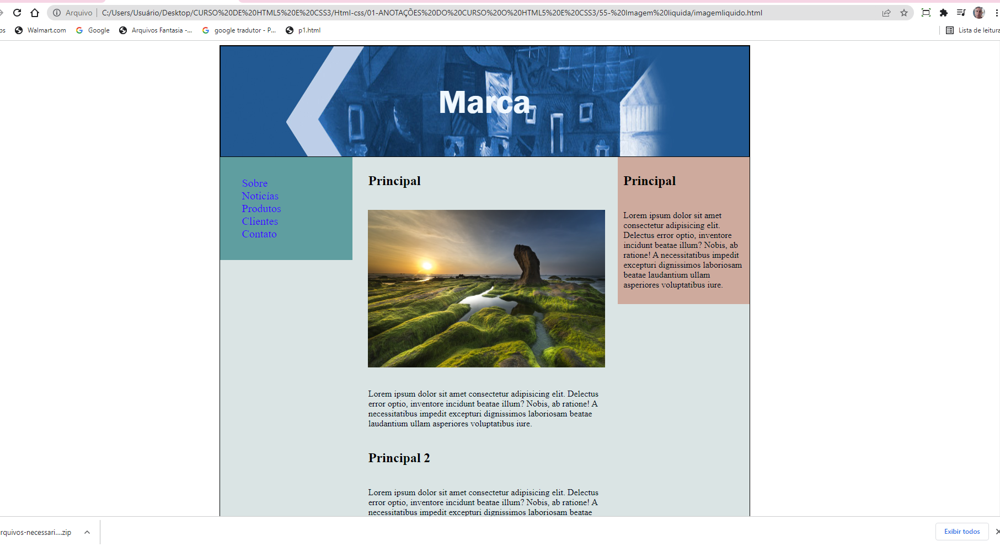 Arquivo C:/Users/Usuário/Desktop/CURSO%20DE%20HTML5%20E%20CSS3/Html-css/01-ANOTAÇÕES%20DO%20CURSO%20O%20HTML5%20E%20CSS3/55-%20Imagem%20liquida/imagemliquido.html
Walmart.com Google Arquivos Fantasia -... google tradutor - P... p1.html Lista de leitura
Marca
Sobre
Noticías
Produtos
Clientes
Contato
Principal
Lorem ipsum dolor sit amet consectetur adipisicing elit. Delectus
error optio, inventore incidunt beatae illum? Nobis, ab ratione! A
necessitatibus impedit excepturi dignissimos laboriosam beatae
laudantium ullam asperiores voluptatibus iure.
Principal 2
Lorem ipsum dolor sit amet consectetur adipisicing elit. Delectus
error optio, inventore incidunt beatae illum? Nobis, ab ratione! A
necessitatibus impedit excepturi dignissimos laboriosam beatae
Principal
Lorem ipsum dolor sit amet
consectetur adipisicing elit.
Delectus error optio, inventore
incidunt beatae illum? Nobis, ab
ratione! A necessitatibus impedit
excepturi dignissimos laboriosam
beatae laudantium ullam
asperiores voluptatibus iure.
rquivos-necessari....zip
Exibir todos